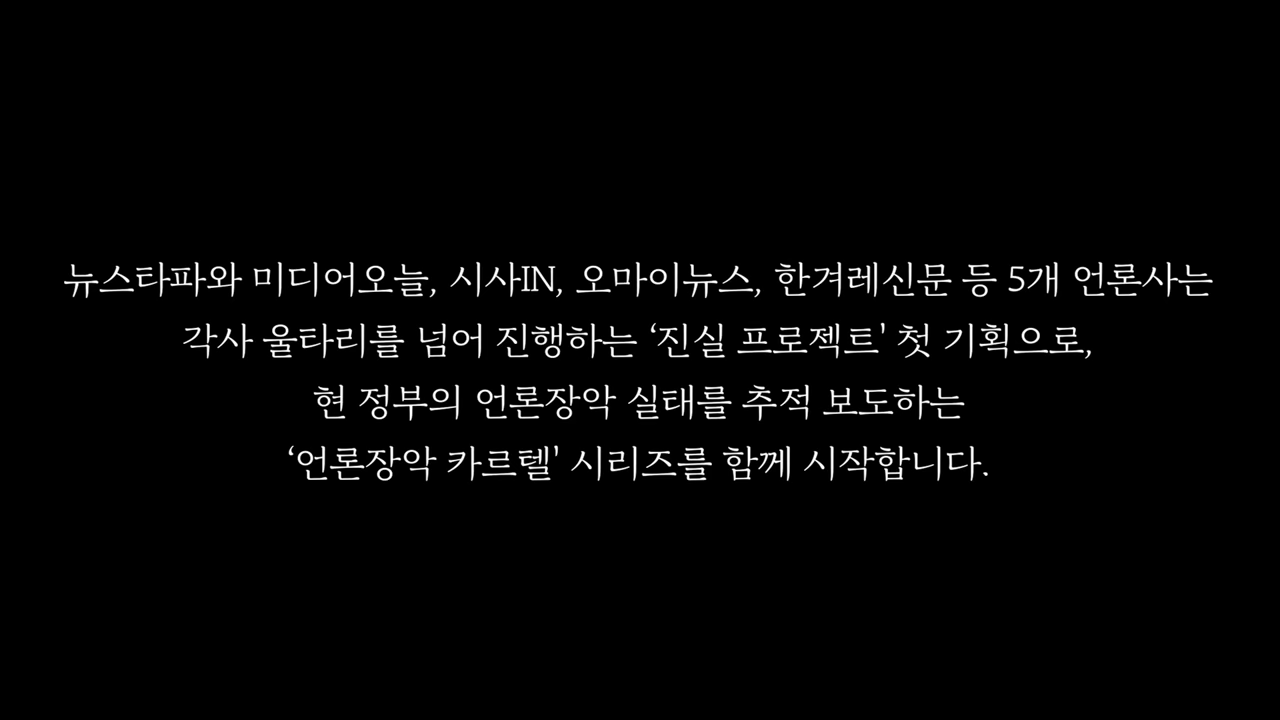 뉴스타파와 미디어오늘, 시사IN, 오마이뉴스, 한겨레신문 등 5개 언론사는
각사 울타리를 넘어 진행하는 ‘진실 프로젝트' 첫 기획으로,
현 정부의 언론장악 실태를 추적 보도하는
‘언론장악 카르텔' 시리즈를 함께 시작합니다.